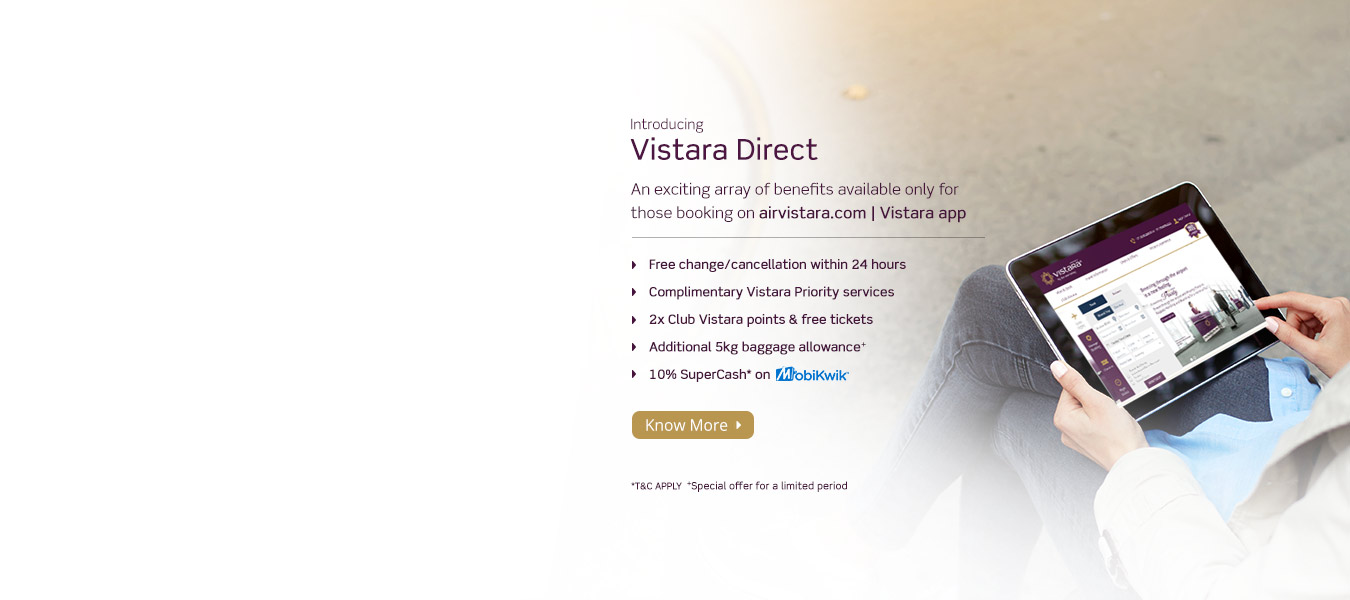 Introducing
Vistara Direct
An exciting array of benefits available only for
those booking on airvistara.com | Vistara app
Free change/cancellation within 24 hours
Complimentary Vistara Priority services
2x Club Vistara points & free tickets
Additional 5kg baggage allowance+
10% SuperCash* on MobiKwik
Know More
*T&C APPLY +Special offer for a limited period
vistara